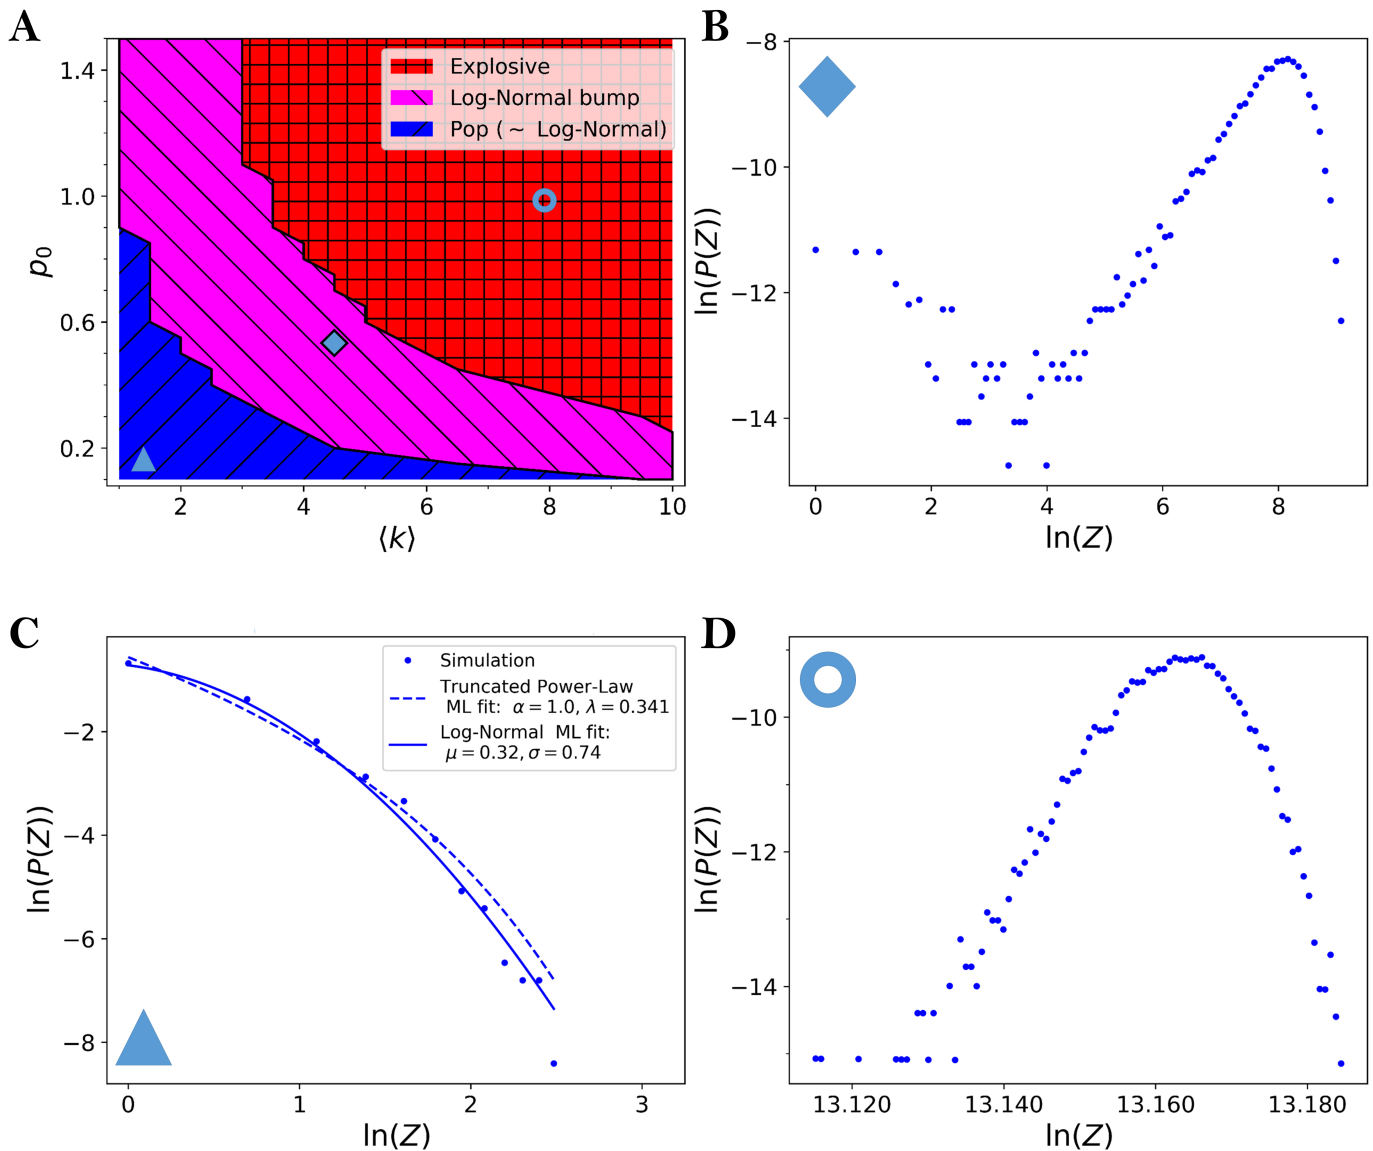 A
1.4
1.0
0.6
0.2
p₀
2
4
6
8
10
⟨k⟩
Explosive
Log-Normal bump
Pop ( ~ Log-Normal)
B
−8
−10
−12
−14
ln(P(Z))
0
2
4
6
8
ln(Z)
C
−2
−4
−6
−8
ln(P(Z))
0
1
2
3
ln(Z)
Simulation
Truncated Power-Law
ML fit: α = 1.0, λ = 0.341
Log-Normal ML fit:
μ = 0.32, σ = 0.74
D
−10
−12
−14
ln(P(Z))
13.120
13.140
13.160
13.180
ln(Z)